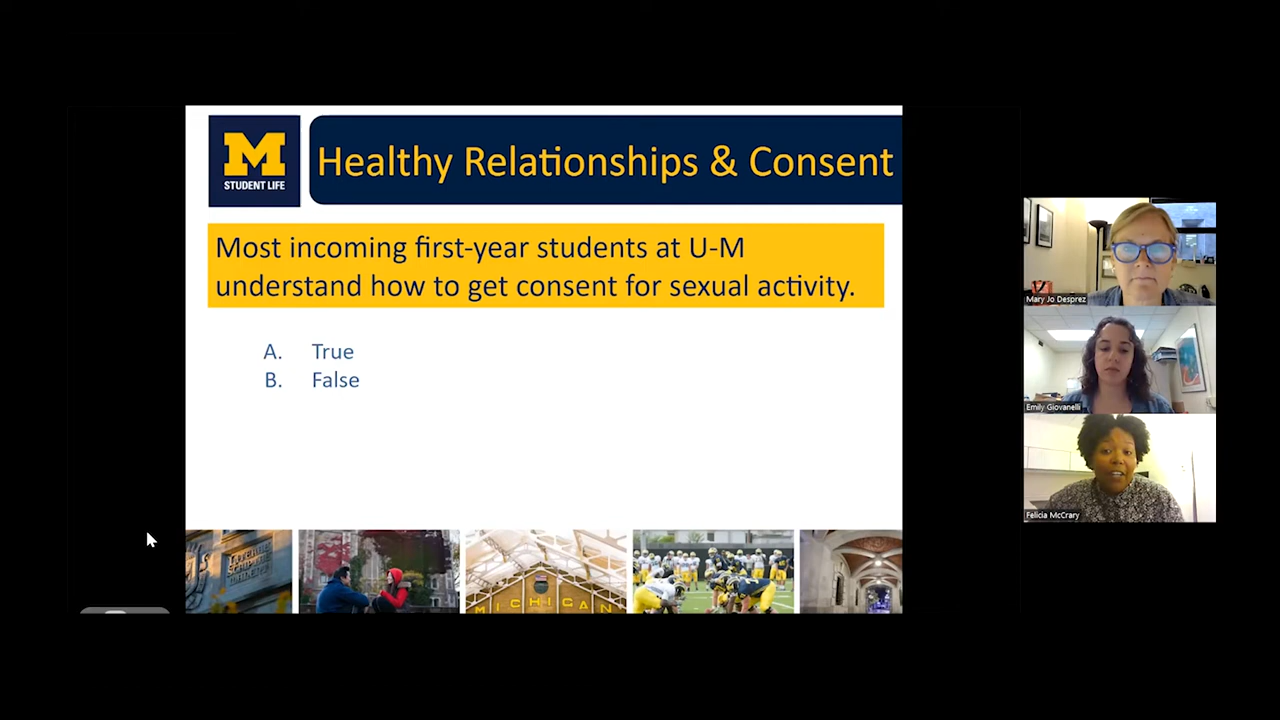 M
STUDENT LIFE
Healthy Relationships & Consent
Most incoming first-year students at U-M
understand how to get consent for sexual activity.
A. True
B. False
MICHIGAN
Mary Jo Desprez
Emily Giovanelli
Felicia McCrary